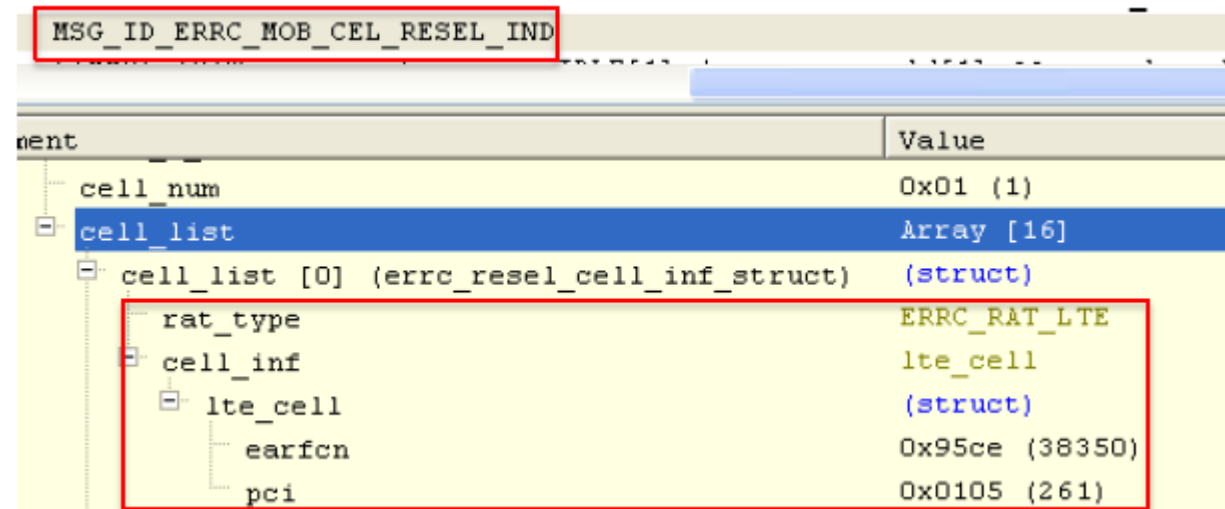 MSG_ID_ERRC_MOB_CEL_RESEL_IND
ment Value
cell_num 0x01 (1)
cell_list Array [16]
cell_list [0] (errc_resel_cell_inf_struct) (struct)
rat_type ERRC_RAT_LTE
cell_inf lte_cell
lte_cell (struct)
earfcn 0x95ce (38350)
pci 0x0105 (261)